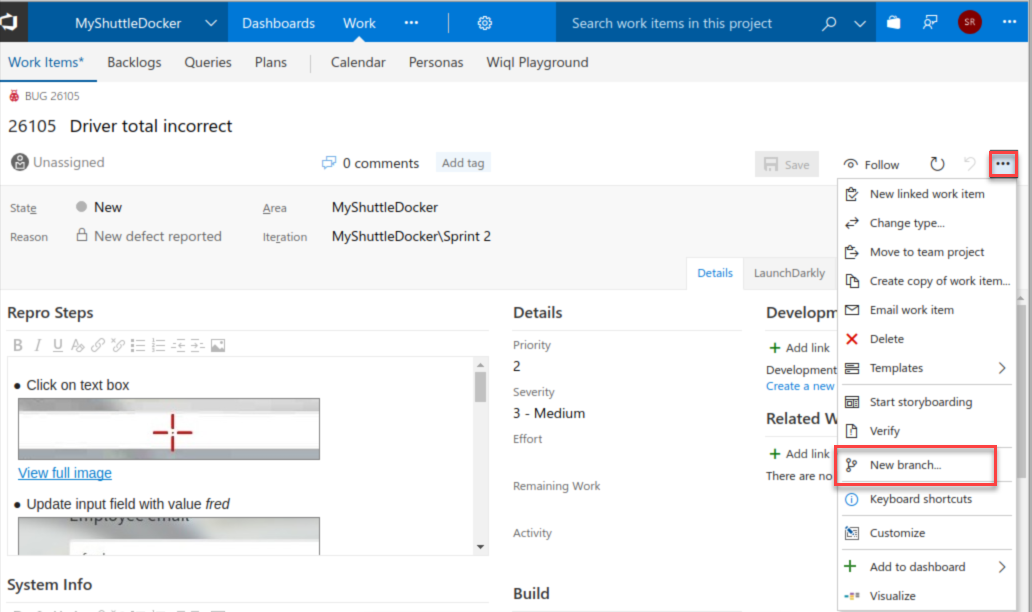 MyShuttleDocker Dashboards Work ··· Search work items in this project SR ···
Work Items* Backlogs Queries Plans Calendar Personas Wiql Playground
BUG 26105
26105 Driver total incorrect
Unassigned 0 comments Add tag Save Follow ···
State New Area MyShuttleDocker
Reason New defect reported Iteration MyShuttleDocker\Sprint 2
Details LaunchDarkly
Repro Steps
B I U
• Click on text box
View full image
• Update input field with value fred
Employee email
System Info
Details
Priority
2
Severity
3 - Medium
Effort
Remaining Work
Activity
Build
Developm
+ Add link
Development
Create a new
Related W
+ Add link
There are no
New linked work item
Change type...
Move to team project
Create copy of work item...
Email work item
Delete
Templates
Start storyboarding
Verify
New branch...
Keyboard shortcuts
Customize
Add to dashboard
Visualize